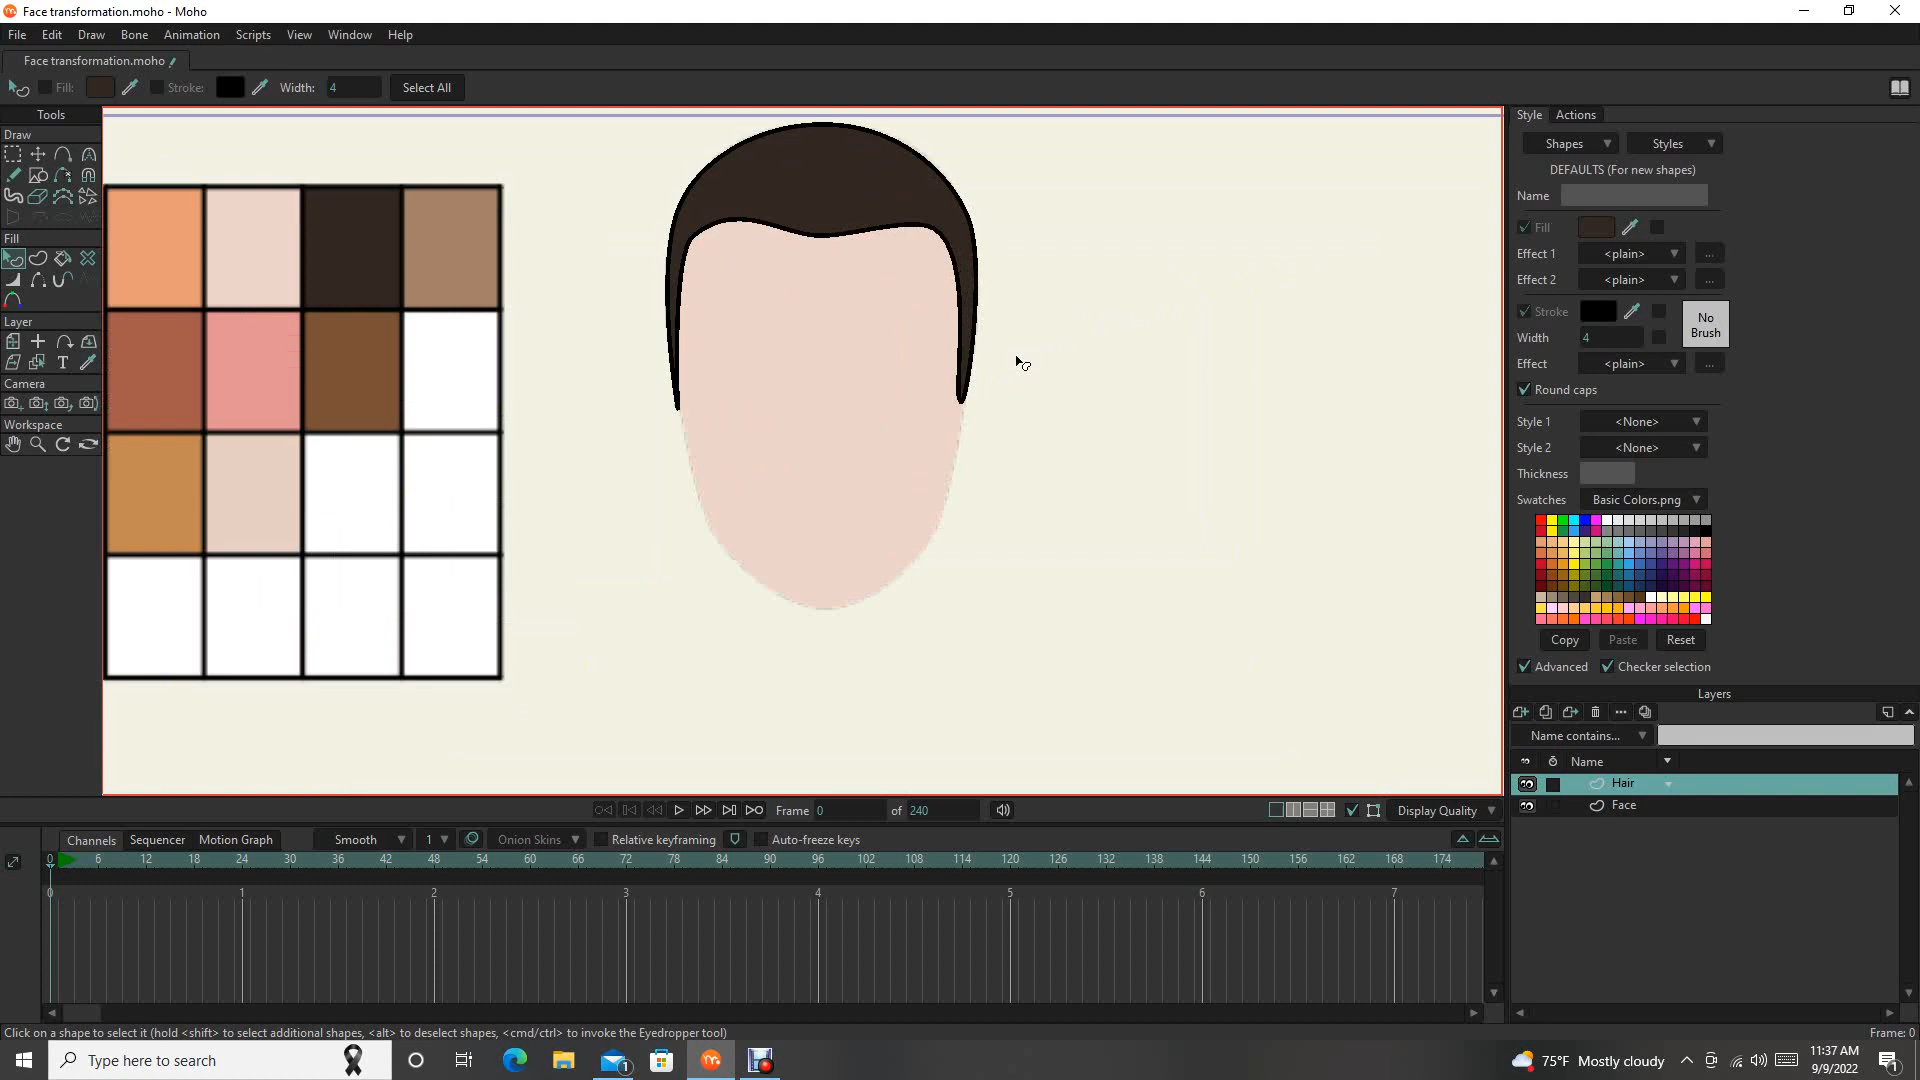 Face transformation.moho - Moho
File Edit Draw Bone Animation Scripts View Window Help
Face transformation.moho
Fill: Stroke: Width: 4 Select All
Tools
Draw
Fill
Layer
Camera
Workspace
Style Actions
Shapes Styles
DEFAULTS (For new shapes)
Name
Fill
Effect 1 <plain> ...
Effect 2 <plain> ...
Stroke
No
Brush
Width 4
Effect <plain> ...
Round caps
Style 1 <None>
Style 2 <None>
Thickness
Swatches Basic Colors.png
Copy Paste Reset
Advanced Checker selection
Layers
Name contains...
Name
Hair
Face
Frame 0 of 240 Display Quality
Channels Sequencer Motion Graph Smooth 1 Onion Skins Relative keyframing Auto-freeze keys
0 6 12 18 24 30 36 42 48 54 60 66 72 78 84 90 96 102 108 114 120 126 132 138 144 150 156 162 168 174
0 1 2 3 4 5 6 7
Click on a shape to select it (hold <shift> to select additional shapes, <alt> to deselect shapes, <cmd/ctrl> to invoke the Eyedropper tool) Frame: 0
Type here to search
1
75°F Mostly cloudy
11:37 AM
9/9/2022
1